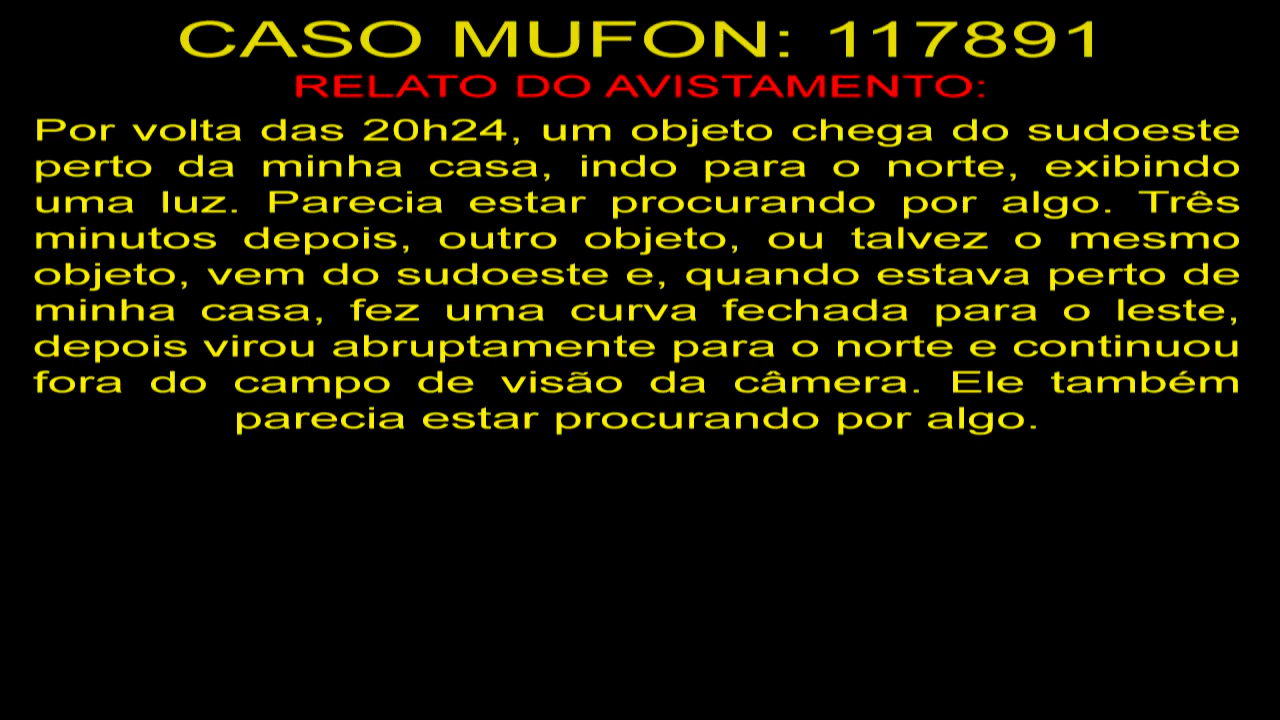 CASO MUFON: 117891
RELATO DO AVISTAMENTO:
Por volta das 20h24, um objeto chega do sudoeste
perto da minha casa, indo para o norte, exibindo
uma luz. Parecia estar procurando por algo. Três
minutos depois, outro objeto, ou talvez o mesmo
objeto, vem do sudoeste e, quando estava perto de
minha casa, fez uma curva fechada para o leste,
depois virou abruptamente para o norte e continuou
fora do campo de visão da câmera. Ele também
parecia estar procurando por algo.